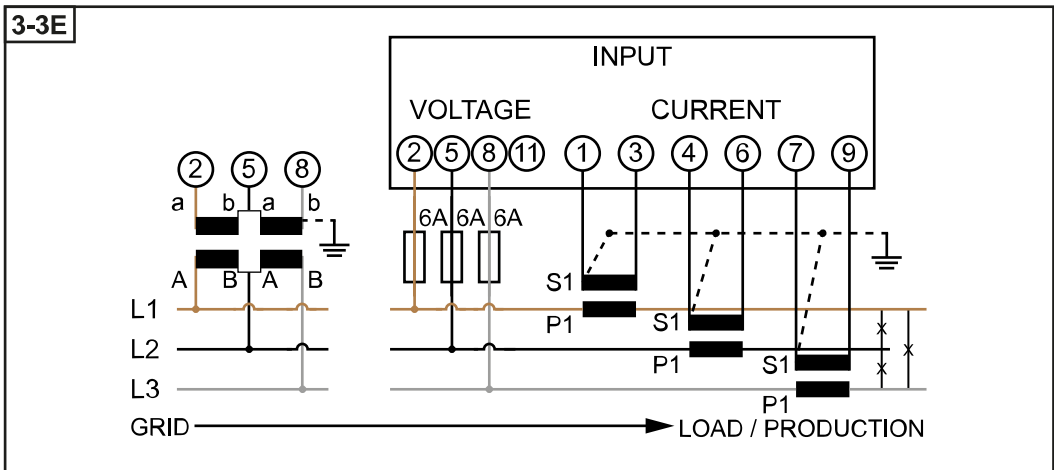 3-3E
INPUT
VOLTAGE CURRENT
2 5 8 11 1 3 4 6 7 9
2 5 8
a b a b
6A 6A 6A
A B A B
S1
L1
P1 S1
L2
P1 S1
L3
P1
GRID LOAD / PRODUCTION